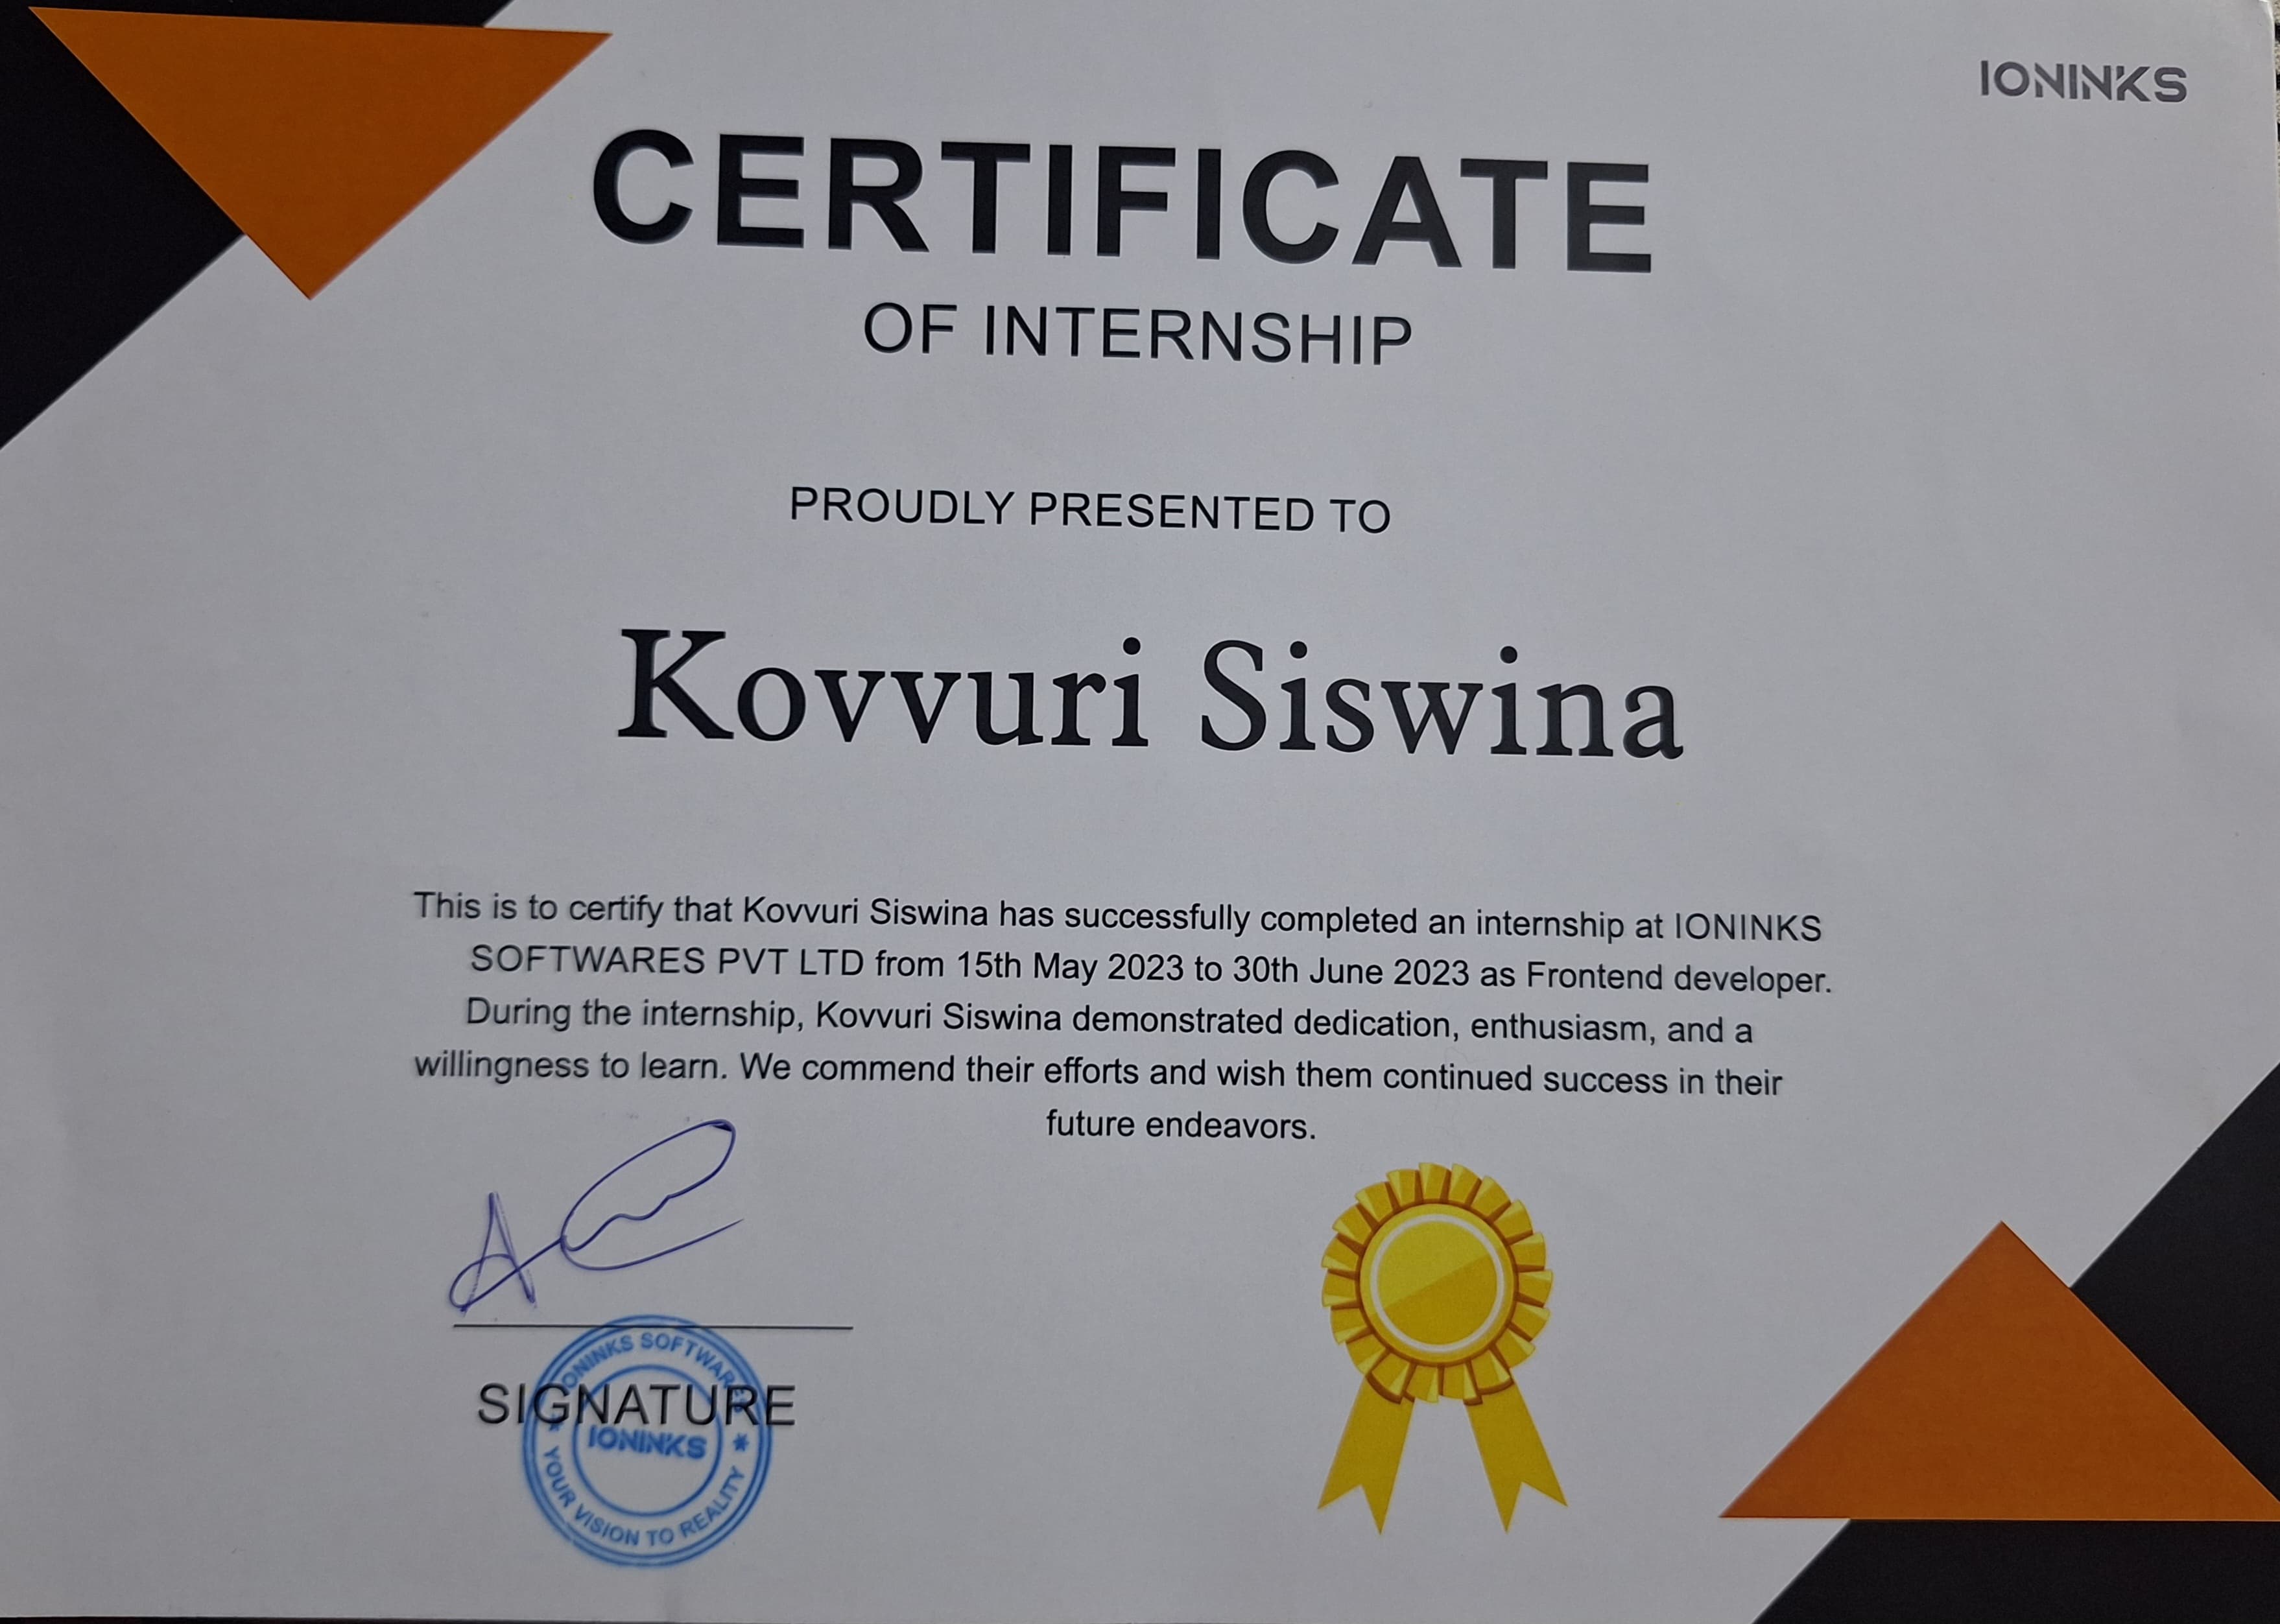 IONINKS
CERTIFICATE
OF INTERNSHIP
PROUDLY PRESENTED TO
Kovvuri Siswina
This is to certify that Kovvuri Siswina has successfully completed an internship at IONINKS
SOFTWARES PVT LTD from 15th May 2023 to 30th June 2023 as Frontend developer.
During the internship, Kovvuri Siswina demonstrated dedication, enthusiasm, and a
willingness to learn. We commend their efforts and wish them continued success in their
future endeavors.
SIGNATURE
IONINKS SOFTWARES
IONINKS
YOUR VISION TO REALITY